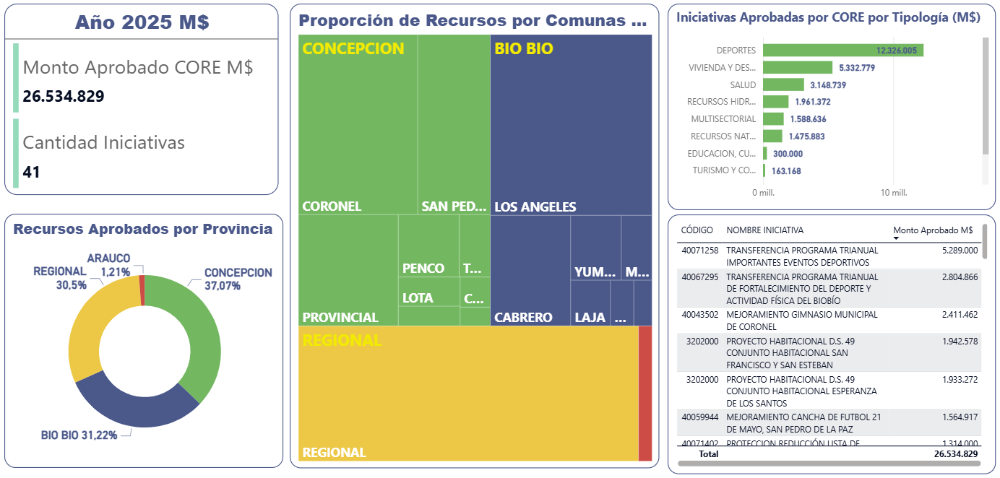 Año 2025 M$
Monto Aprobado CORE M$
26.534.829
Cantidad Iniciativas
41
Recursos Aprobados por Provincia
ARAUCO
1,21%
REGIONAL
30,5%
CONCEPCION
37,07%
BIO BIO 31,22%
Proporción de Recursos por Comunas ...
CONCEPCION
BIO BIO
CORONEL
SAN PED...
LOS ANGELES
PENCO
T...
YUM...
M...
LOTA
C...
PROVINCIAL
CABRERO
LAJA
...
REGIONAL
REGIONAL
Iniciativas Aprobadas por CORE por Tipología (M$)
DEPORTES 12.326.005
VIVIENDA Y DES... 5.332.779
SALUD 3.148.739
RECURSOS HIDR... 1.961.372
MULTISECTORIAL 1.588.636
RECURSOS NAT... 1.475.883
EDUCACION, CU... 300.000
TURISMO Y CO... 163.168
0 mill. 10 mill.
CÓDIGO NOMBRE INICIATIVA Monto Aprobado M$
40071258 TRANSFERENCIA PROGRAMA TRIANUAL 5.289.000
IMPORTANTES EVENTOS DEPORTIVOS
40067295 TRANSFERENCIA PROGRAMA TRIANUAL 2.804.866
DE FORTALECIMIENTO DEL DEPORTE Y
ACTIVIDAD FÍSICA DEL BIOBÍO
40043502 MEJORAMIENTO GIMNASIO MUNICIPAL 2.411.462
DE CORONEL
3202000 PROYECTO HABITACIONAL D.S. 49 1.942.578
CONJUNTO HABITACIONAL SAN
FRANCISCO Y SAN ESTEBAN
3202000 PROYECTO HABITACIONAL D.S. 49 1.933.272
CONJUNTO HABITACIONAL ESPERANZA
DE LOS SANTOS
40059944 MEJORAMIENTO CANCHA DE FUTBOL 21 1.564.917
DE MAYO, SAN PEDRO DE LA PAZ
40071402 PROTECCION REDUCCIÓN LISTA DE 1.314.000
Total 26.534.829